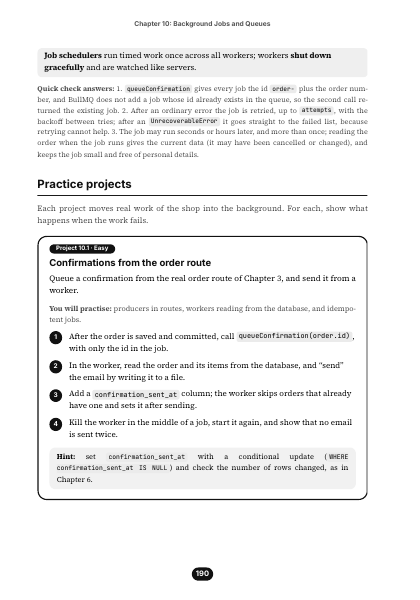 Chapter 10: Background Jobs and Queues
Job schedulers run timed work once across all workers; workers shut down
gracefully and are watched like servers.
Quick check answers: 1. queueConfirmation gives every job the id order- plus the order num-
ber, and BullMQ does not add a job whose id already exists in the queue, so the second call re-
turned the existing job. 2. After an ordinary error the job is retried, up to attempts, with the
backoff between tries; after an UnrecoverableError it goes straight to the failed list, because
retrying cannot help. 3. The job may run seconds or hours later, and more than once; reading the
order when the job runs gives the current data (it may have been cancelled or changed), and
keeps the job small and free of personal details.
Practice projects
Each project moves real work of the shop into the background. For each, show what
happens when the work fails.
Project 10.1 · Easy
Confirmations from the order route
Queue a confirmation from the real order route of Chapter 3, and send it from a
worker.
You will practise: producers in routes, workers reading from the database, and idempo-
tent jobs.
1 After the order is saved and committed, call queueConfirmation(order.id),
with only the id in the job.
2 In the worker, read the order and its items from the database, and “send”
the email by writing it to a file.
3 Add a confirmation_sent_at column; the worker skips orders that already
have one and sets it after sending.
4 Kill the worker in the middle of a job, start it again, and show that no email
is sent twice.
Hint: set confirmation_sent_at with a conditional update (WHERE
confirmation_sent_at IS NULL) and check the number of rows changed, as in
Chapter 6.
190